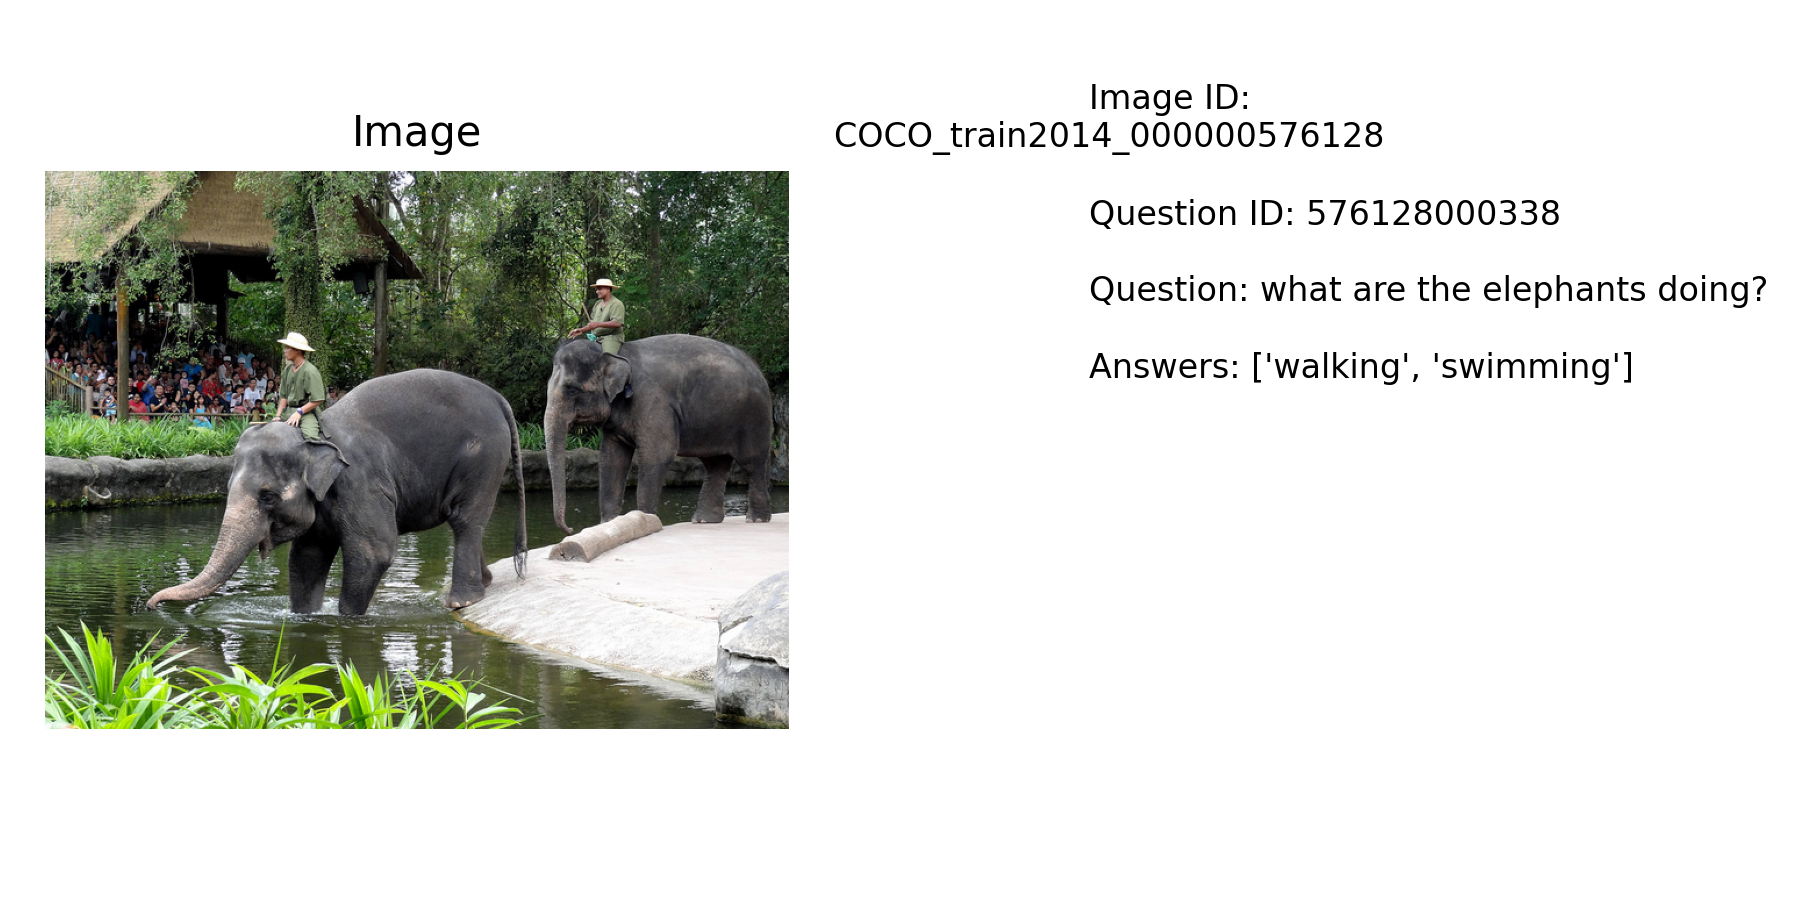 Image
Image ID:
COCO_train2014_000000576128
Question ID: 576128000338
Question: what are the elephants doing?
Answers: ['walking', 'swimming']